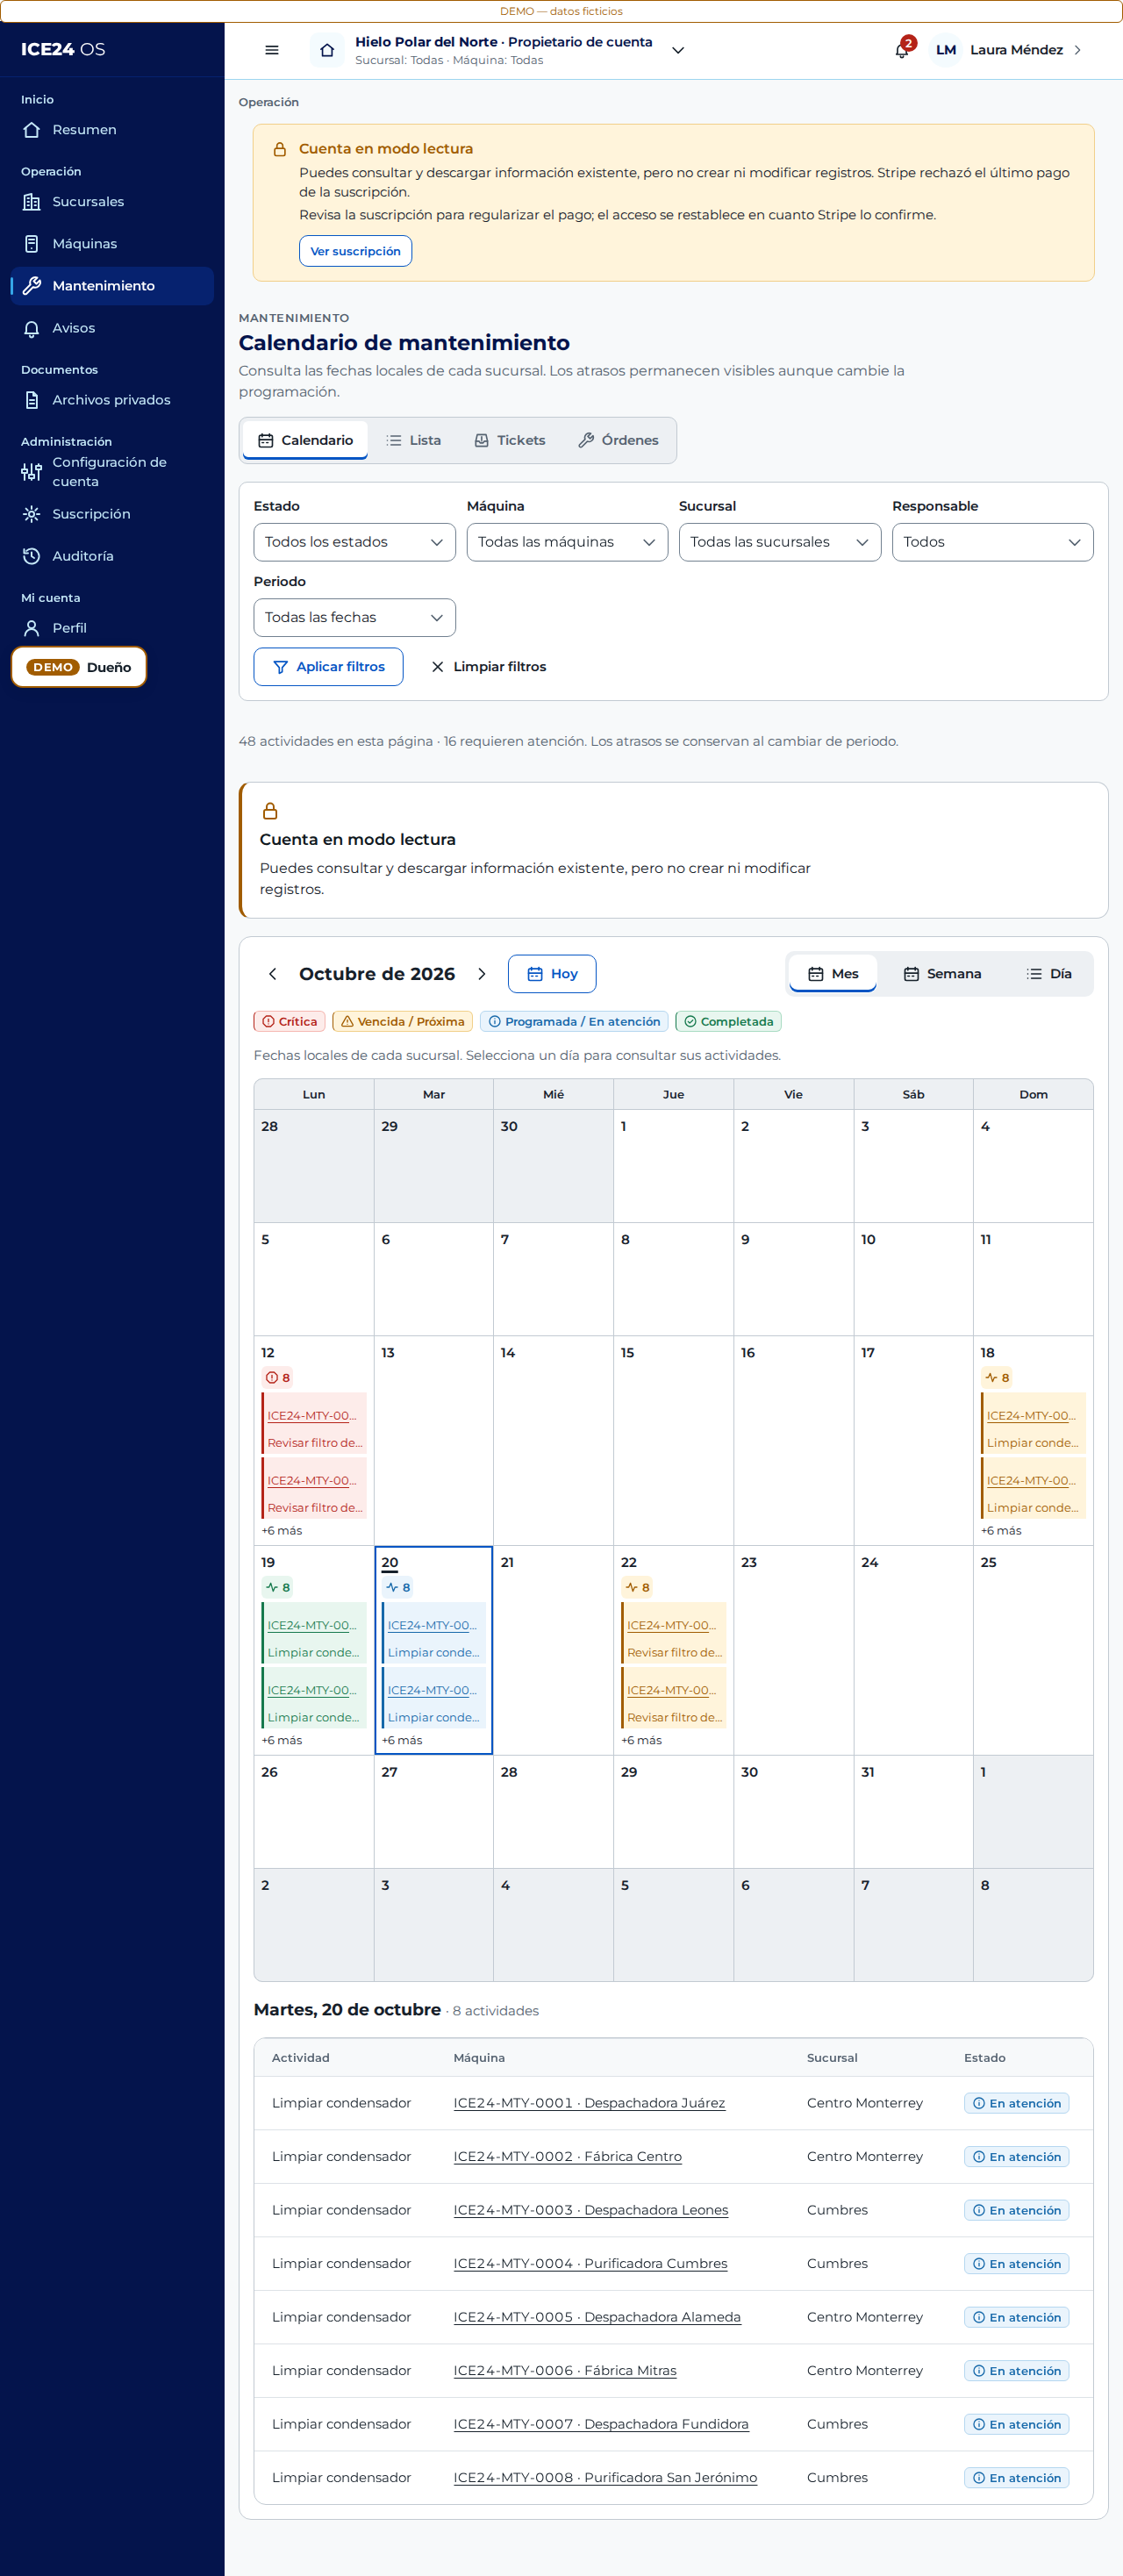 DEMO — datos ficticios
ICE24 OS
Inicio
Resumen
Operación
Sucursales
Máquinas
Mantenimiento
Avisos
Documentos
Archivos privados
Administración
Configuración de
cuenta
Suscripción
Auditoría
Mi cuenta
Perfil
DEMO Dueño
Hielo Polar del Norte · Propietario de cuenta
Sucursal: Todas · Máquina: Todas
2
LM Laura Méndez
Operación
Cuenta en modo lectura
Puedes consultar y descargar información existente, pero no crear ni modificar registros. Stripe rechazó el último pago
de la suscripción.
Revisa la suscripción para regularizar el pago; el acceso se restablece en cuanto Stripe lo confirme.
Ver suscripción
MANTENIMIENTO
Calendario de mantenimiento
Consulta las fechas locales de cada sucursal. Los atrasos permanecen visibles aunque cambie la
programación.
Calendario Lista Tickets Órdenes
Estado Máquina Sucursal Responsable
Todos los estados Todas las máquinas Todas las sucursales Todos
Periodo
Todas las fechas
Aplicar filtros Limpiar filtros
48 actividades en esta página · 16 requieren atención. Los atrasos se conservan al cambiar de periodo.
Cuenta en modo lectura
Puedes consultar y descargar información existente, pero no crear ni modificar
registros.
Octubre de 2026 Hoy Mes Semana Día
Crítica Vencida / Próxima Programada / En atención Completada
Fechas locales de cada sucursal. Selecciona un día para consultar sus actividades.
Lun Mar Mié Jue Vie Sáb Dom
28 29 30 1 2 3 4
5 6 7 8 9 10 11
12 13 14 15 16 17 18
8 8
ICE24-MTY-00... ICE24-MTY-00...
Revisar filtro de... Limpiar conde...
ICE24-MTY-00... ICE24-MTY-00...
Revisar filtro de... Limpiar conde...
+6 más +6 más
19 20 21 22 23 24 25
8 8 8
ICE24-MTY-00... ICE24-MTY-00... ICE24-MTY-00...
Limpiar conde... Limpiar conde... Revisar filtro de...
ICE24-MTY-00... ICE24-MTY-00... ICE24-MTY-00...
Limpiar conde... Limpiar conde... Revisar filtro de...
+6 más +6 más +6 más
26 27 28 29 30 31 1
2 3 4 5 6 7 8
Martes, 20 de octubre · 8 actividades
Actividad Máquina Sucursal Estado
Limpiar condensador ICE24-MTY-0001 · Despachadora Juárez Centro Monterrey En atención
Limpiar condensador ICE24-MTY-0002 · Fábrica Centro Centro Monterrey En atención
Limpiar condensador ICE24-MTY-0003 · Despachadora Leones Cumbres En atención
Limpiar condensador ICE24-MTY-0004 · Purificadora Cumbres Cumbres En atención
Limpiar condensador ICE24-MTY-0005 · Despachadora Alameda Centro Monterrey En atención
Limpiar condensador ICE24-MTY-0006 · Fábrica Mitras Centro Monterrey En atención
Limpiar condensador ICE24-MTY-0007 · Despachadora Fundidora Cumbres En atención
Limpiar condensador ICE24-MTY-0008 · Purificadora San Jerónimo Cumbres En atención